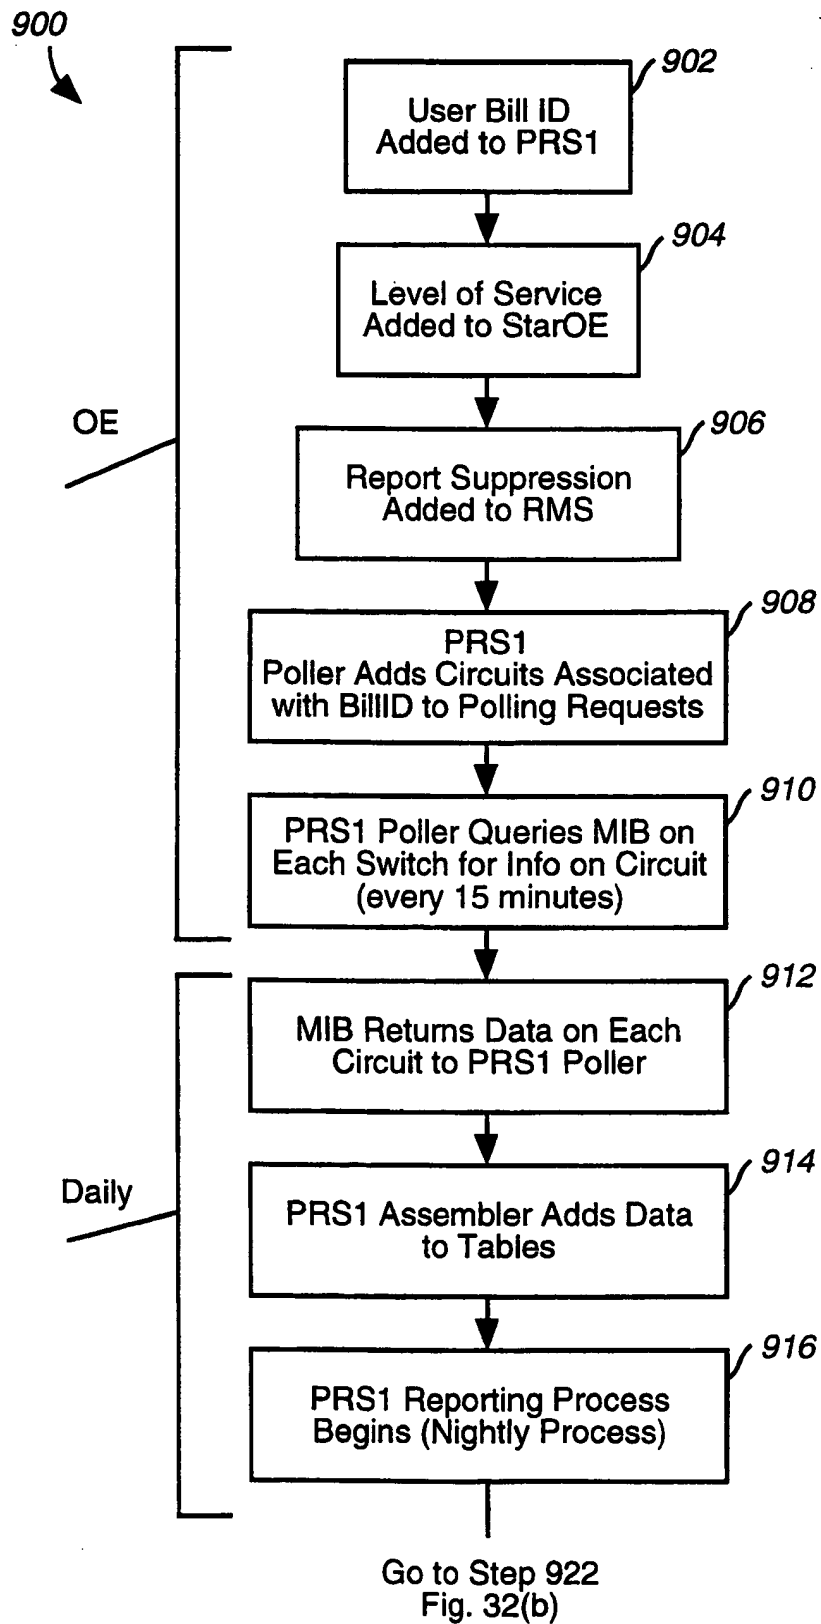 900
902
User Bill ID
Added to PRS1
904
Level of Service
Added to StarOE
OE
906
Report Suppression
Added to RMS
908
PRS1
Poller Adds Circuits Associated
with BillID to Polling Requests
910
PRS1 Poller Queries MIB on
Each Switch for Info on Circuit
(every 15 minutes)
912
MIB Returns Data on Each
Circuit to PRS1 Poller
Daily
914
PRS1 Assembler Adds Data
to Tables
916
PRS1 Reporting Process
Begins (Nightly Process)
Go to Step 922
Fig. 32(b)